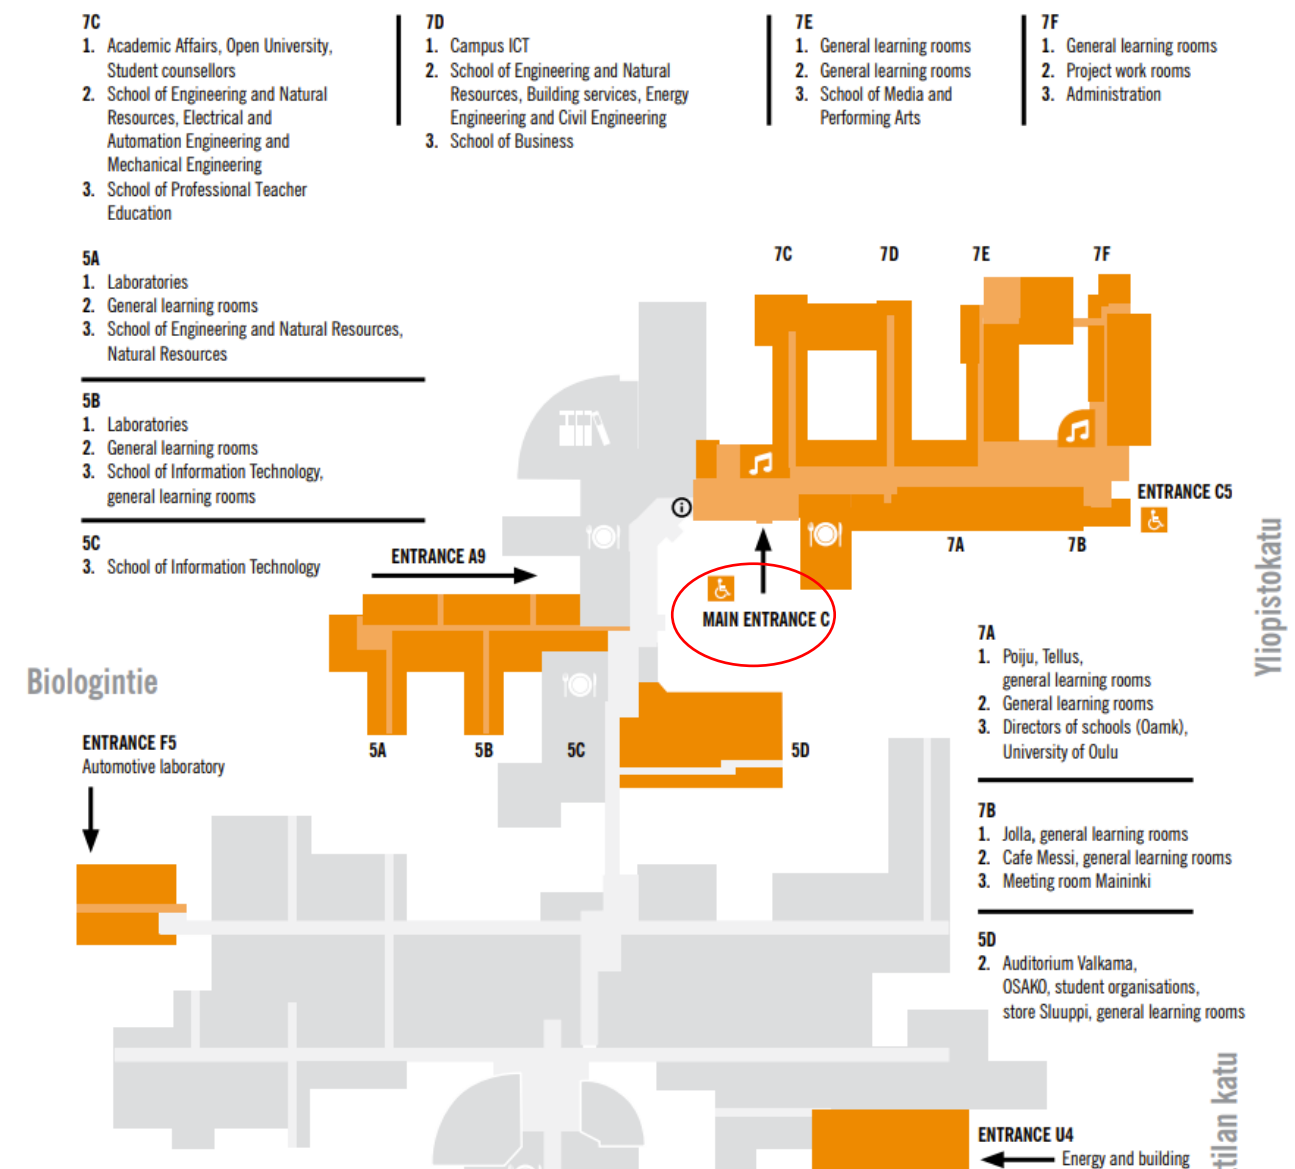 7C
1. Academic Affairs, Open University,
Student counsellors
2. School of Engineering and Natural
Resources, Electrical and
Automation Engineering and
Mechanical Engineering
3. School of Professional Teacher
Education
7D
1. Campus ICT
2. School of Engineering and Natural
Resources, Building services, Energy
Engineering and Civil Engineering
3. School of Business
7E
1. General learning rooms
2. General learning rooms
3. School of Media and
Performing Arts
7F
1. General learning rooms
2. Project work rooms
3. Administration
5A
1. Laboratories
2. General learning rooms
3. School of Engineering and Natural Resources,
Natural Resources
5B
1. Laboratories
2. General learning rooms
3. School of Information Technology,
general learning rooms
5C
3. School of Information Technology
7C
7D
7E
7F
ENTRANCE C5
i
ENTRANCE A9
7A
7B
MAIN ENTRANCE C
Yliopistokatu
Biologintie
5A
5B
5C
5D
ENTRANCE F5
Automotive laboratory
7A
1. Poiju, Tellus,
general learning rooms
2. General learning rooms
3. Directors of schools (Oamk),
University of Oulu
7B
1. Jolla, general learning rooms
2. Cafe Messi, general learning rooms
3. Meeting room Maininki
5D
2. Auditorium Valkama,
OSAKO, student organisations,
store Sluuppi, general learning rooms
tilan katu
ENTRANCE U4
Energy and building